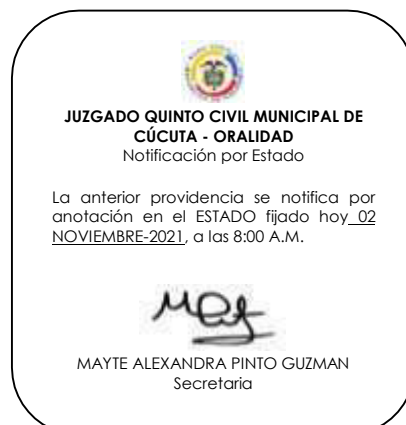 JUZGADO QUINTO CIVIL MUNICIPAL DE
CÚCUTA - ORALIDAD
Notificación por Estado
La anterior providencia se notifica por
anotación en el ESTADO fijado hoy 02
NOVIEMBRE-2021, a las 8:00 A.M.
MAYTE ALEXANDRA PINTO GUZMAN
Secretaria